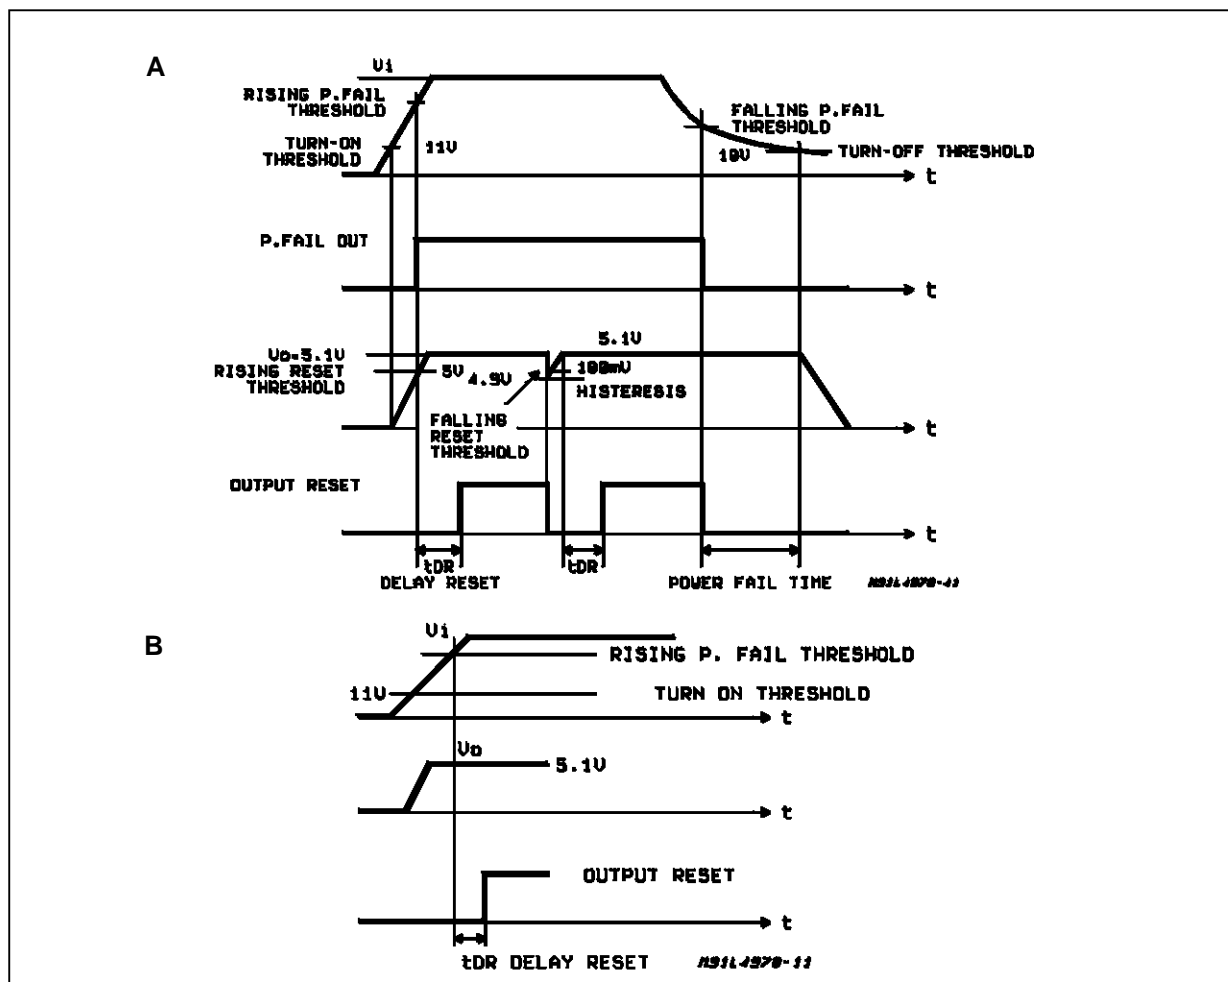 A
Vi
RISING P.FAIL
THRESHOLD
TURN-ON
THRESHOLD
11V
FALLING P.FAIL
THRESHOLD
10V
TURN-OFF THRESHOLD
t
P.FAIL OUT
t
5.1V
Vo=5.1V
RISING RESET
THRESHOLD
5V
4.9V
100mV
HISTERESIS
FALLING
RESET
THRESHOLD
t
OUTPUT RESET
t
tDR
DELAY RESET
tDR
POWER FAIL TIME
B
Vi
RISING P. FAIL THRESHOLD
11V
TURN ON THRESHOLD
t
Vo
5.1V
t
OUTPUT RESET
t
tDR DELAY RESET
M91L4970-11